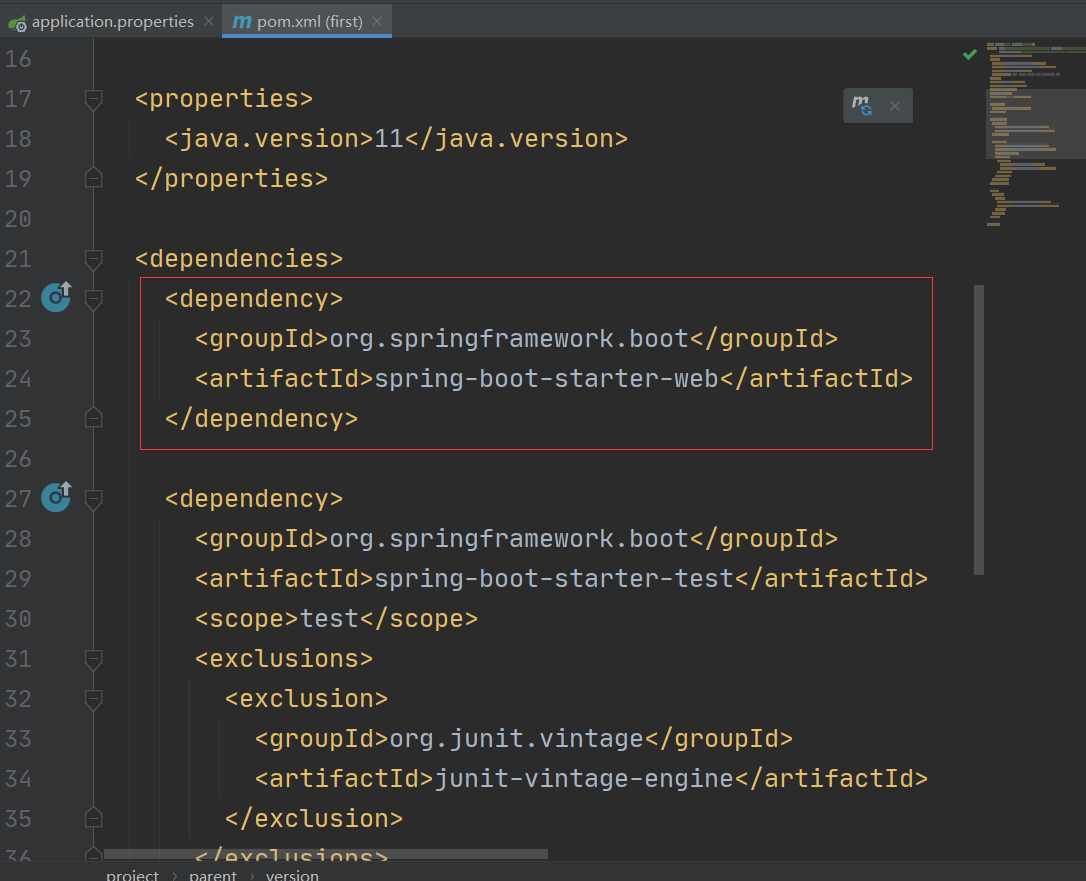 application.properties
pom.xml (first)
16
17 <properties>
18 <java.version>11</java.version>
19 </properties>
20
21 <dependencies>
22 <dependency>
23 <groupId>org.springframework.boot</groupId>
24 <artifactId>spring-boot-starter-web</artifactId>
25 </dependency>
26
27 <dependency>
28 <groupId>org.springframework.boot</groupId>
29 <artifactId>spring-boot-starter-test</artifactId>
30 <scope>test</scope>
31 <exclusions>
32 <exclusion>
33 <groupId>org.junit.vintage</groupId>
34 <artifactId>junit-vintage-engine</artifactId>
35 </exclusion>
36 </exclusions>
project > parent > version